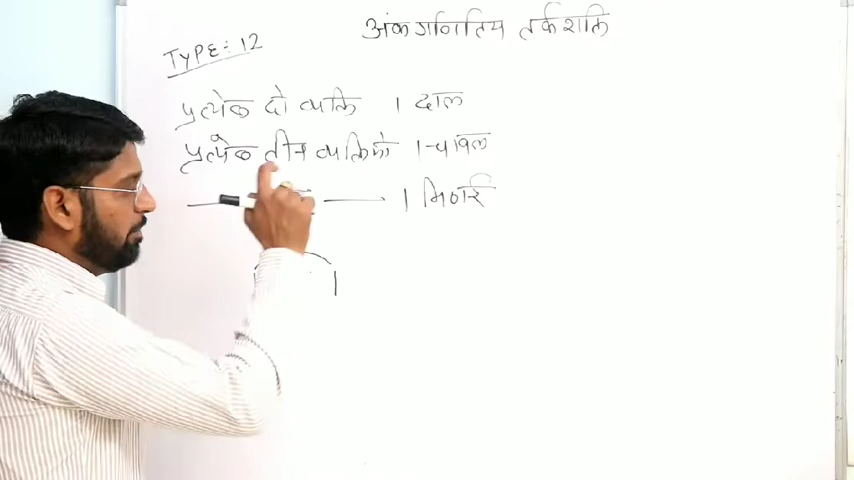 अंकगणितिय तर्कशक्ति
TYPE:- 12
प्रत्येक दो व्यक्ति 1 दाल
प्रत्येक तीन व्यक्तिको 1 चावल
1 मिठाई